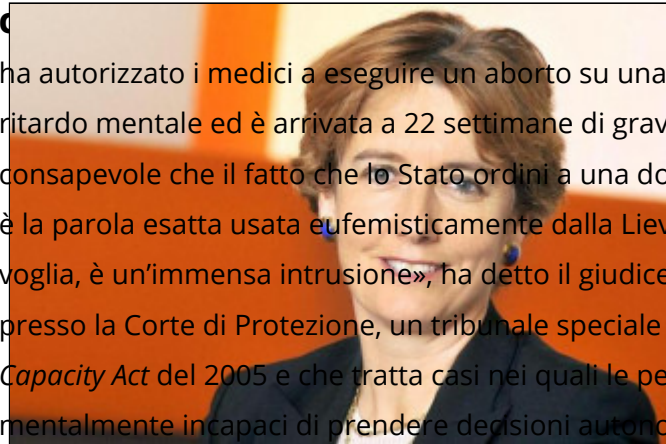 ha autorizzato i medici a eseguire un aborto su una
ritardo mentale ed è arrivata a 22 settimane di grav
consapevole che il fatto che lo Stato ordini a una do
è la parola esatta usata eufemisticamente dalla Liev
voglia, è un’immensa intrusione», ha detto il giudice
presso la Corte di Protezione, un tribunale speciale
Capacity Act del 2005 e che tratta casi nei quali le pe
mentalmente incapaci di prendere decisioni auton